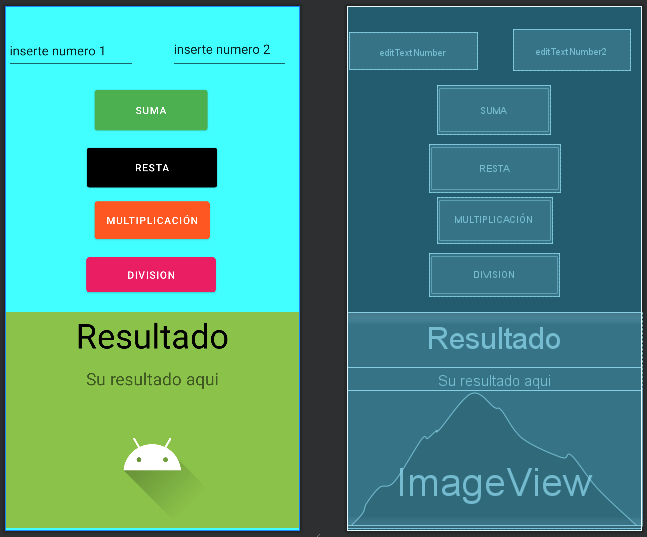 inserte numero 1
inserte numero 2
SUMA
RESTA
MULTIPLICACIÓN
DIVISION
Resultado
Su resultado aqui
editTextNumber
editTextNumber2
SUMA
RESTA
MULTIPLICACIÓN
DIVISION
Resultado
Su resultado aqui
ImageView